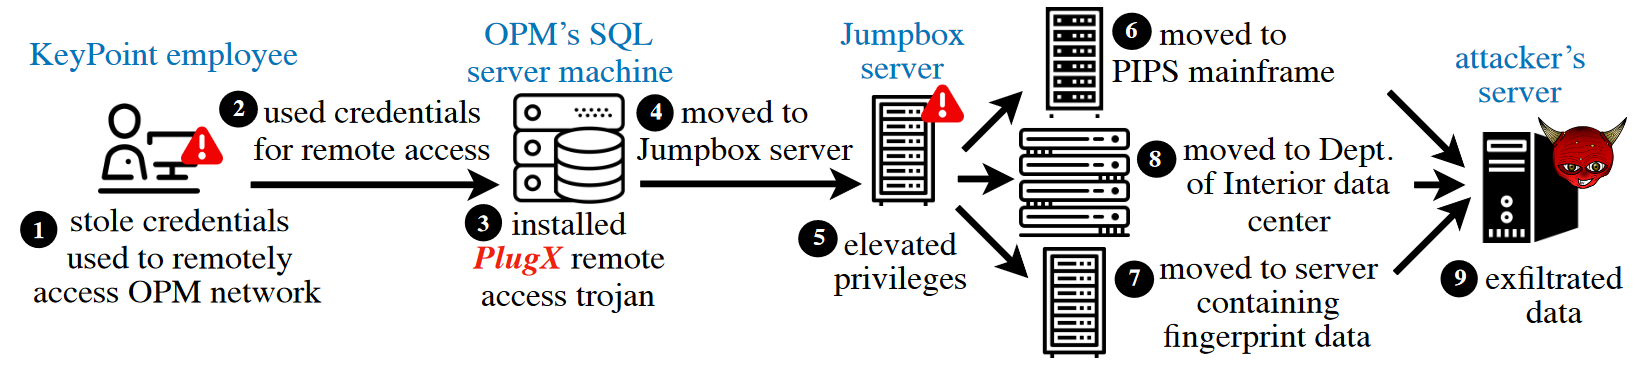 KeyPoint employee
1 stole credentials
used to remotely
access OPM network
2 used credentials
for remote access
OPM's SQL
server machine
3 installed
PlugX remote
access trojan
4 moved to
Jumpbox server
Jumpbox
server
5 elevated
privileges
6 moved to
PIPS mainframe
8 moved to Dept.
of Interior data
center
7 moved to server
containing
fingerprint data
attacker's
server
9 exfiltrated
data